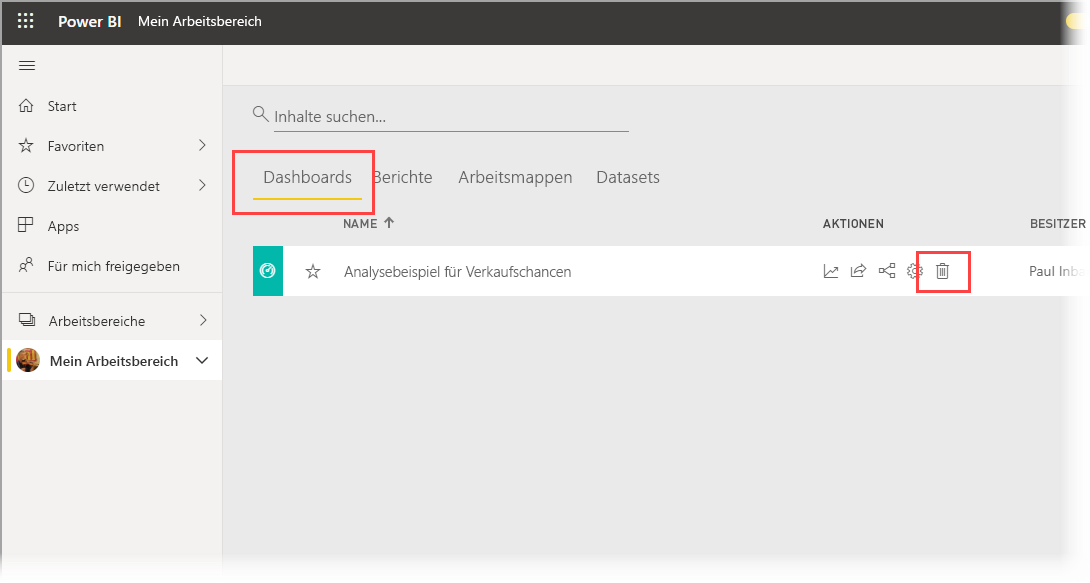 Power BI Mein Arbeitsbereich
Start
Favoriten
Zuletzt verwendet
Apps
Für mich freigegeben
Arbeitsbereiche
Mein Arbeitsbereich
Inhalte suchen...
Dashboards Berichte Arbeitsmappen Datasets
NAME AKTIONEN BESITZER
Analysebeispiel für Verkaufschancen Paul Inba